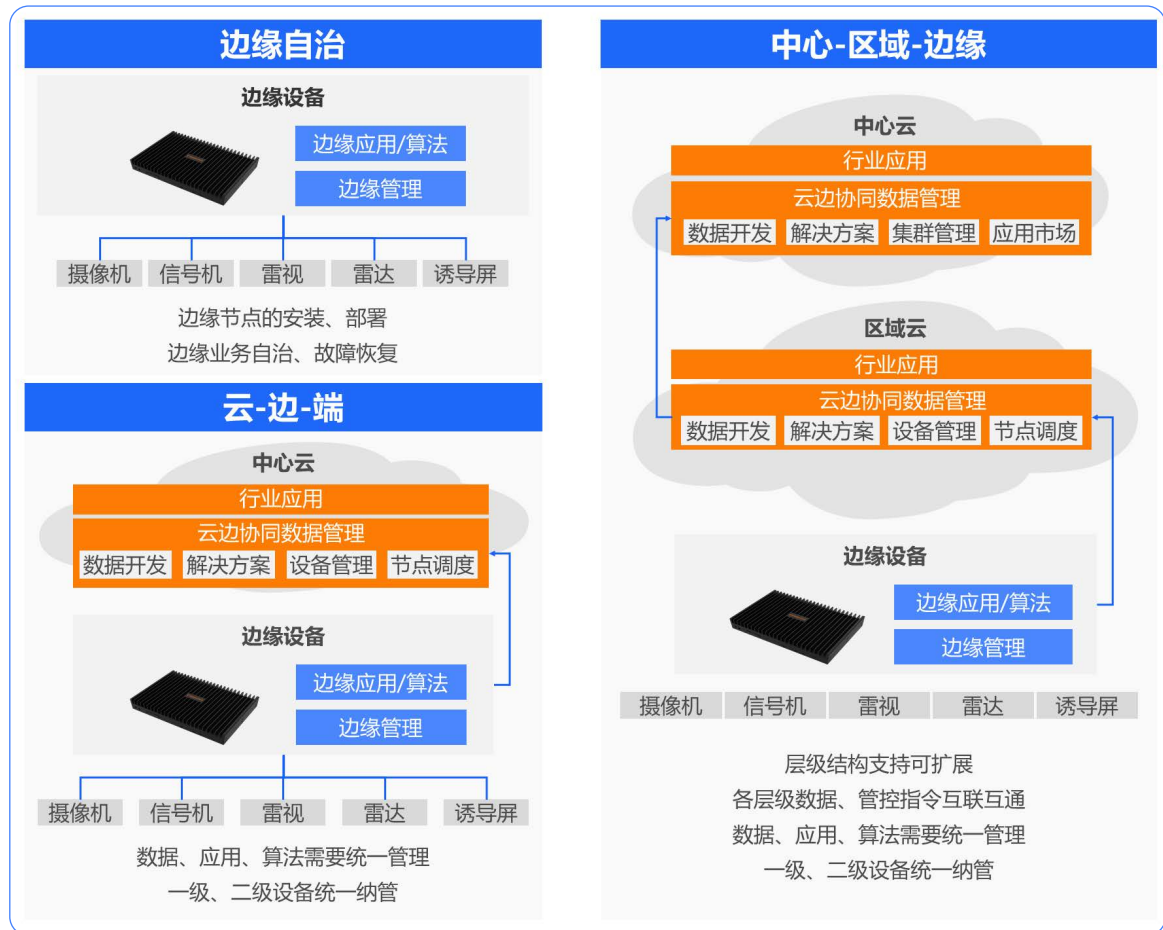 边缘自治
边缘设备
边缘应用/算法
边缘管理
摄像机 信号机 雷视 雷达 诱导屏
边缘节点的安装、部署
边缘业务自治、故障恢复
云-边-端
中心云
行业应用
云边协同数据管理
数据开发 解决方案 设备管理 节点调度
边缘设备
边缘应用/算法
边缘管理
摄像机 信号机 雷视 雷达 诱导屏
数据、应用、算法需要统一管理
一级、二级设备统一纳管
中心-区域-边缘
中心云
行业应用
云边协同数据管理
数据开发 解决方案 集群管理 应用市场
区域云
行业应用
云边协同数据管理
数据开发 解决方案 设备管理 节点调度
边缘设备
边缘应用/算法
边缘管理
摄像机 信号机 雷视 雷达 诱导屏
层级结构支持可扩展
各层级数据、管控指令互联互通
数据、应用、算法需要统一管理
一级、二级设备统一纳管